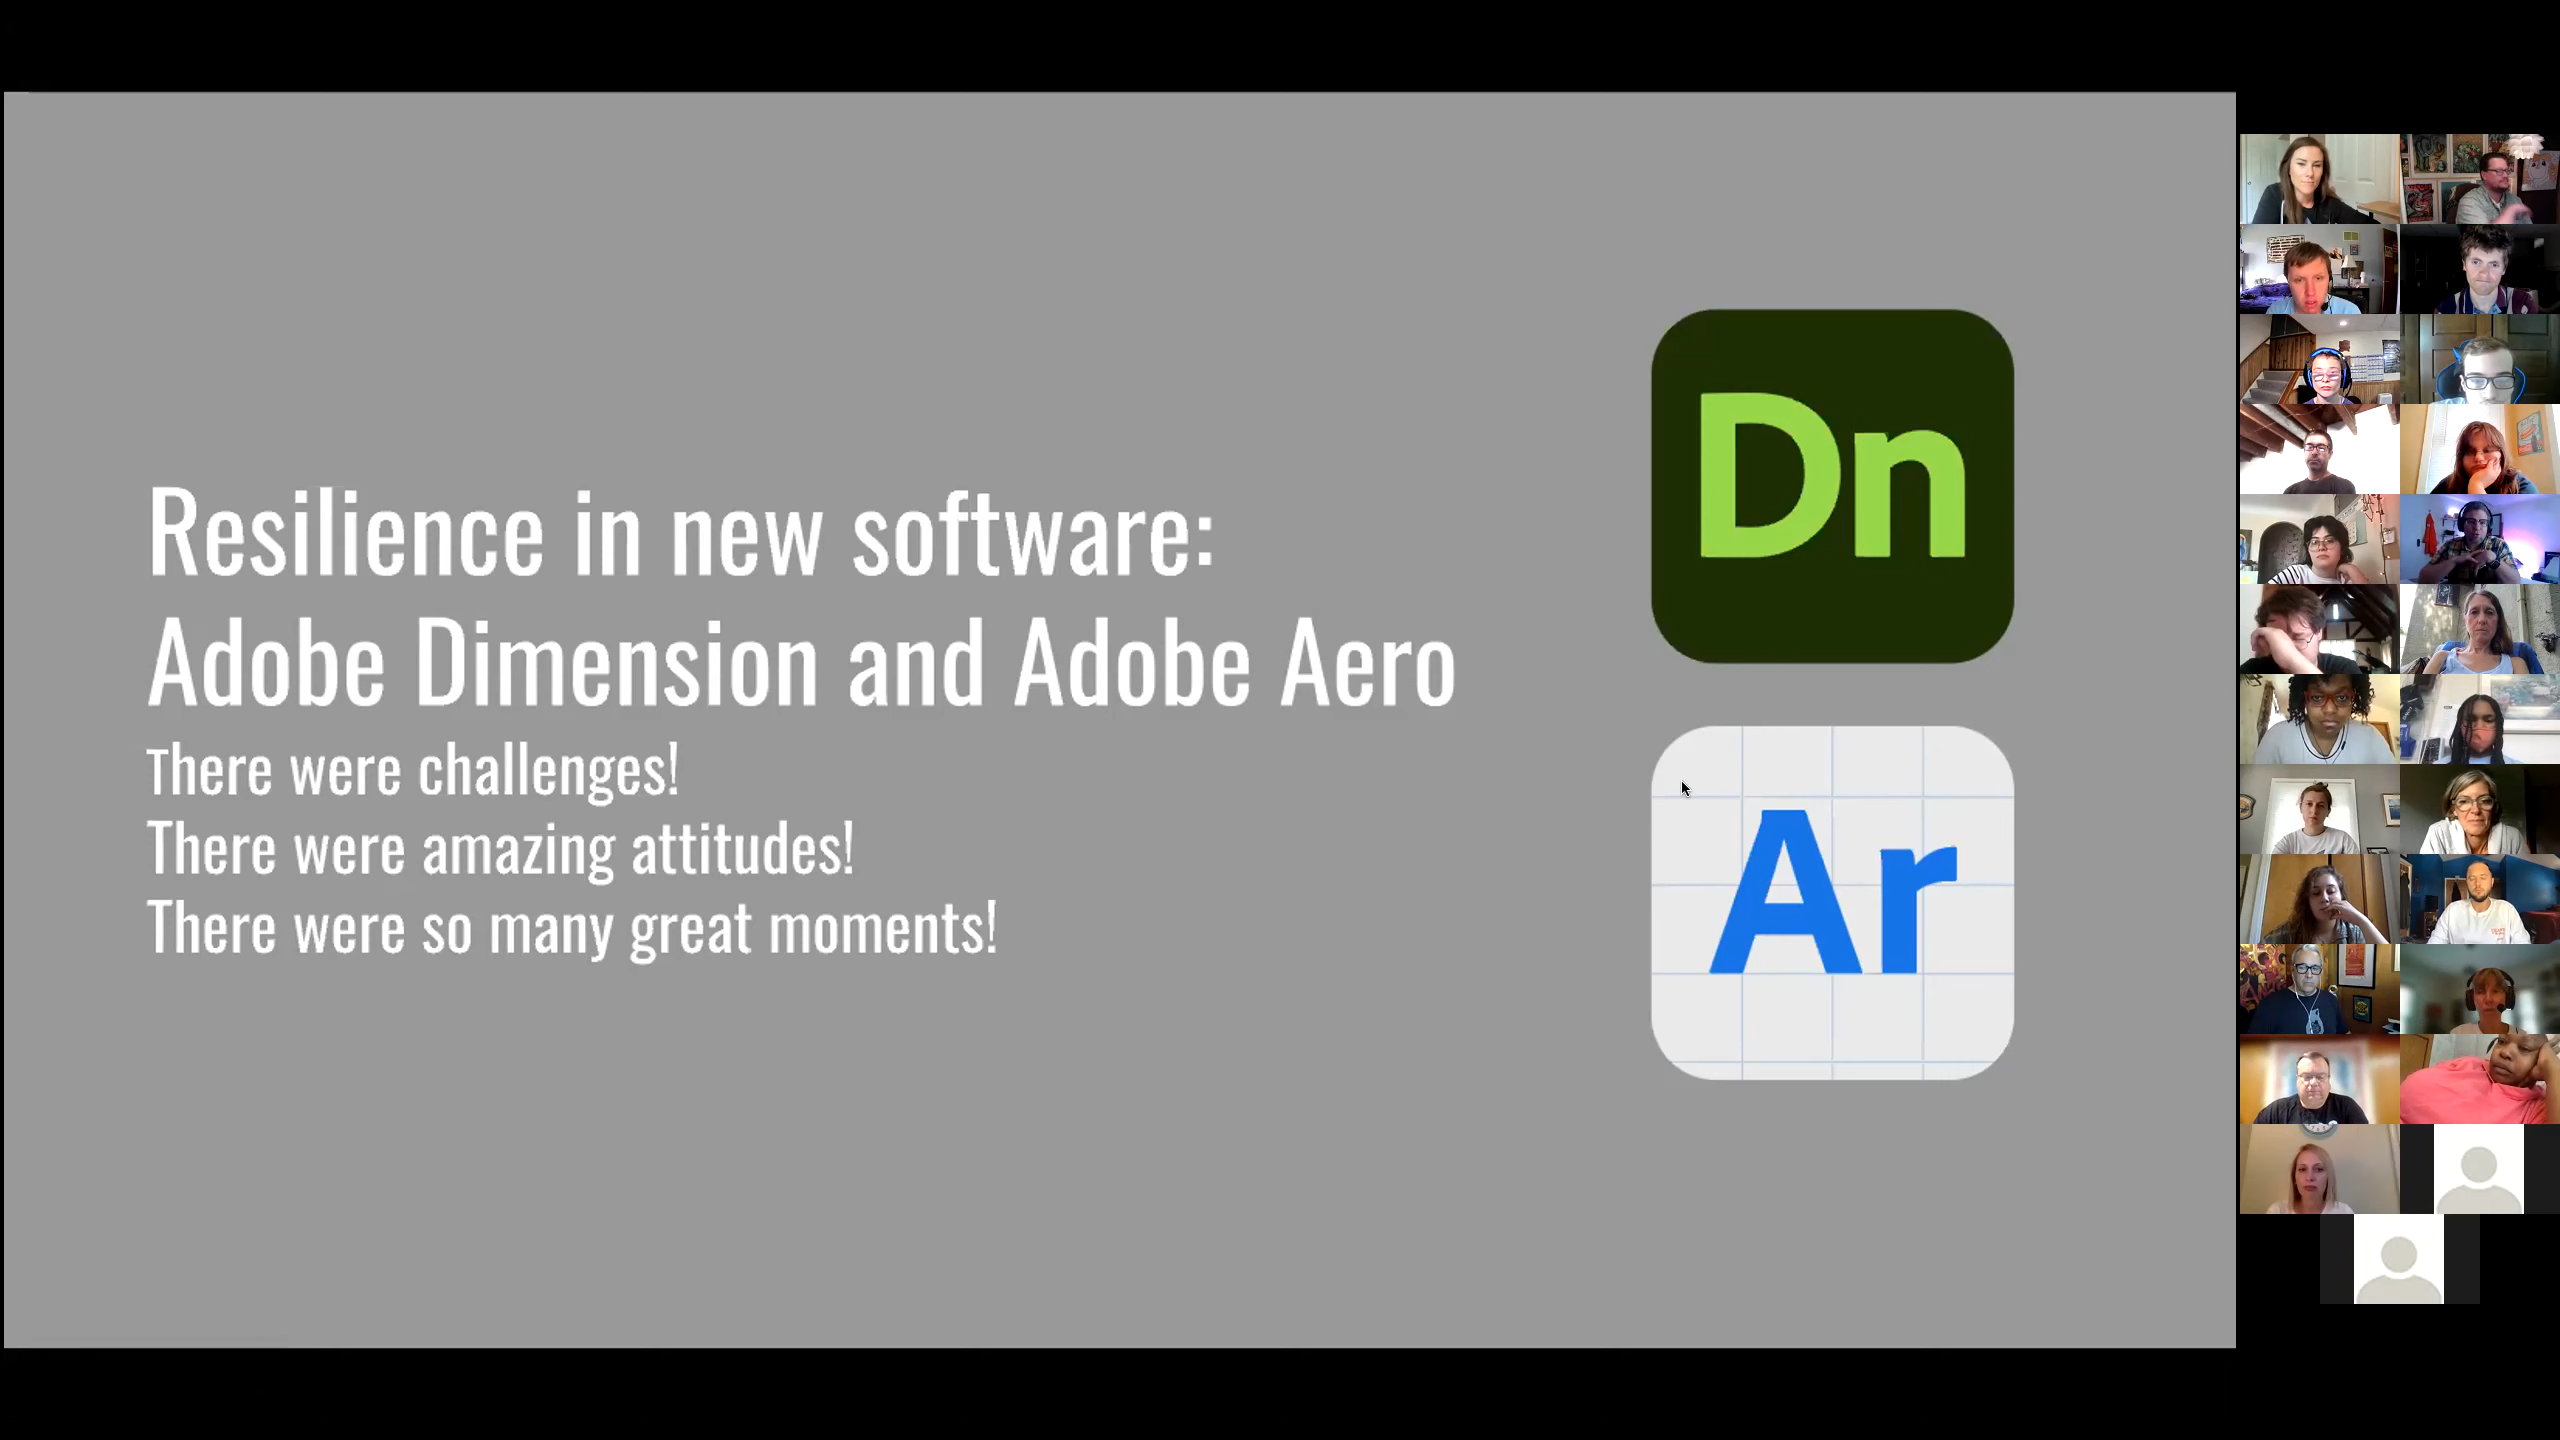 Resilience in new software:
Adobe Dimension and Adobe Aero
There were challenges!
There were amazing attitudes!
There were so many great moments!
Dn
Ar